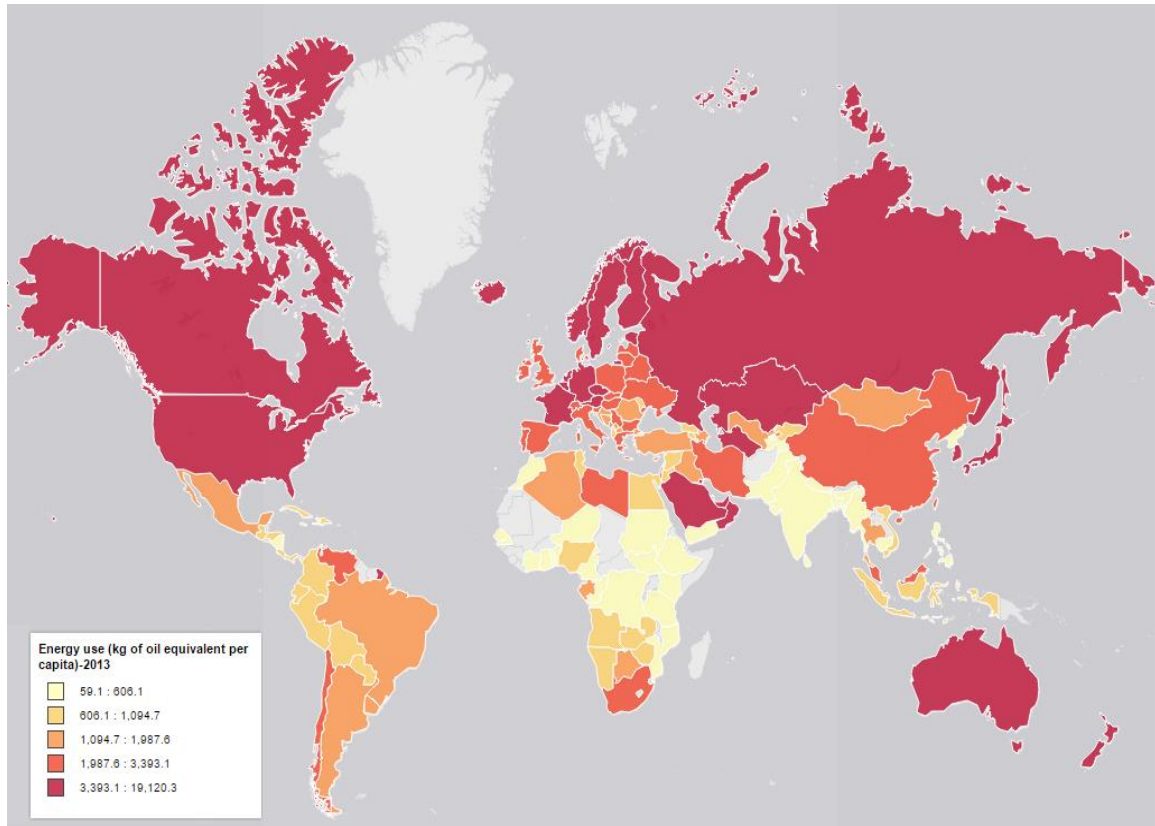 Energy use (kg of oil equivalent per
capita)-2013
59.1 : 606.1
606.1 : 1,094.7
1,094.7 : 1,987.6
1,987.6 : 3,393.1
3,393.1 : 19,120.3